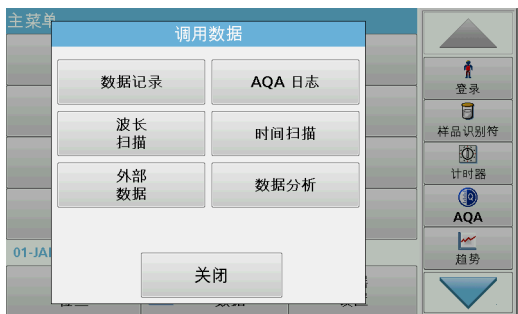 主菜单
调用数据
数据记录
AQA 日志
波长
扫描
时间扫描
外部
数据
数据分析
关闭
01-JA
登录
样品识别符
计时器
AQA
趋势